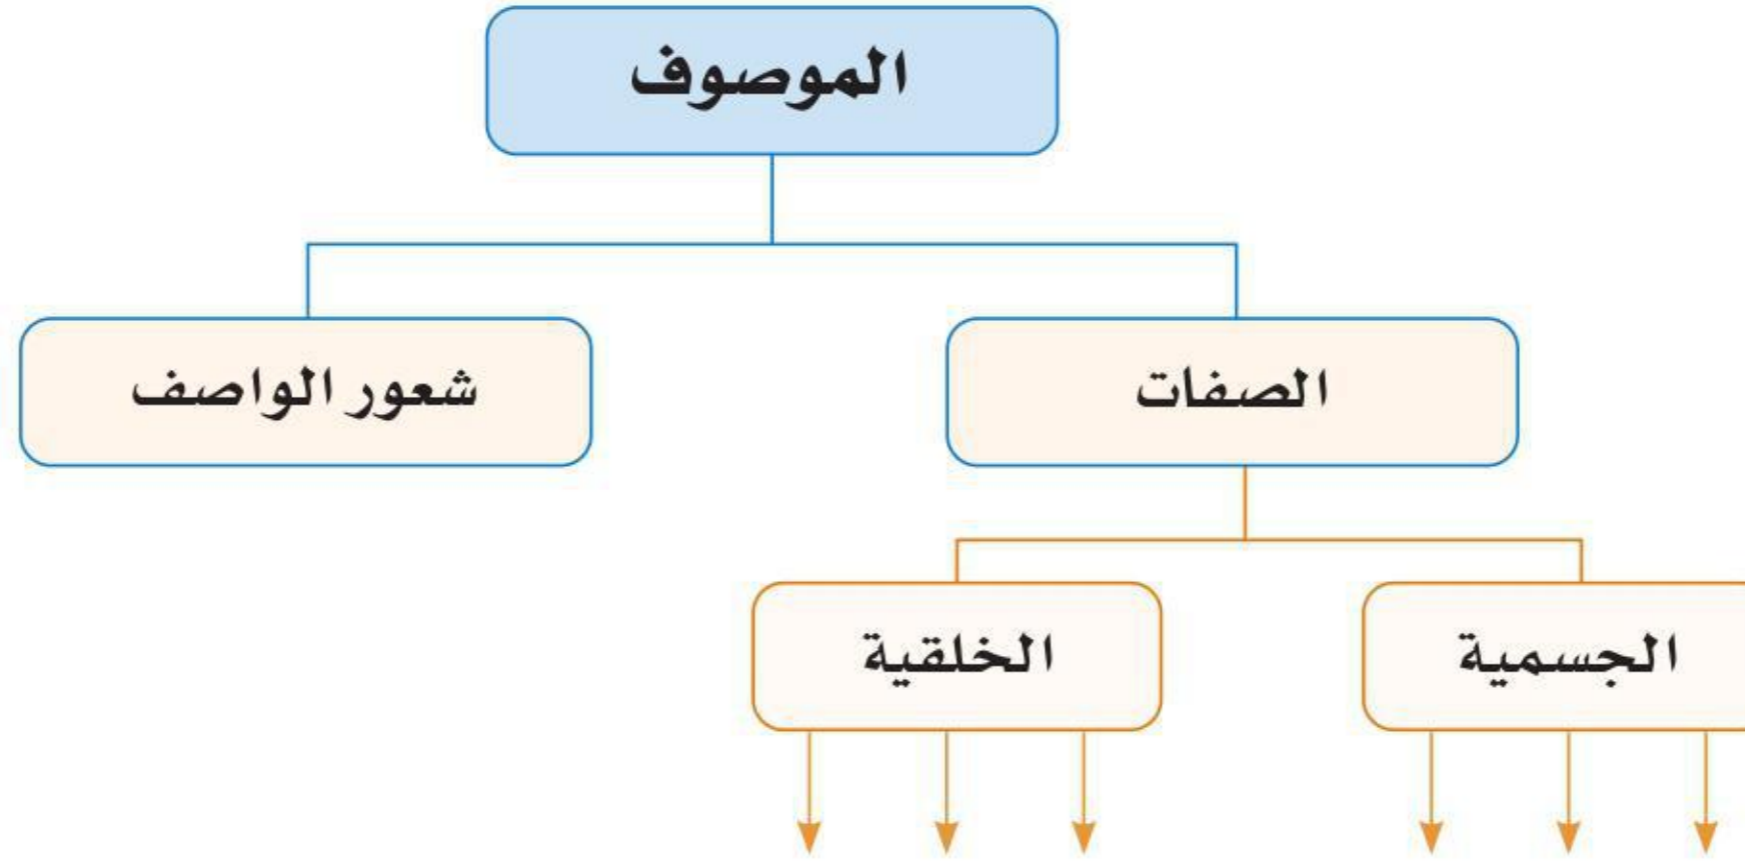 الموصوف
الصفات
شعور الواصف
الجسمية
الخلقية